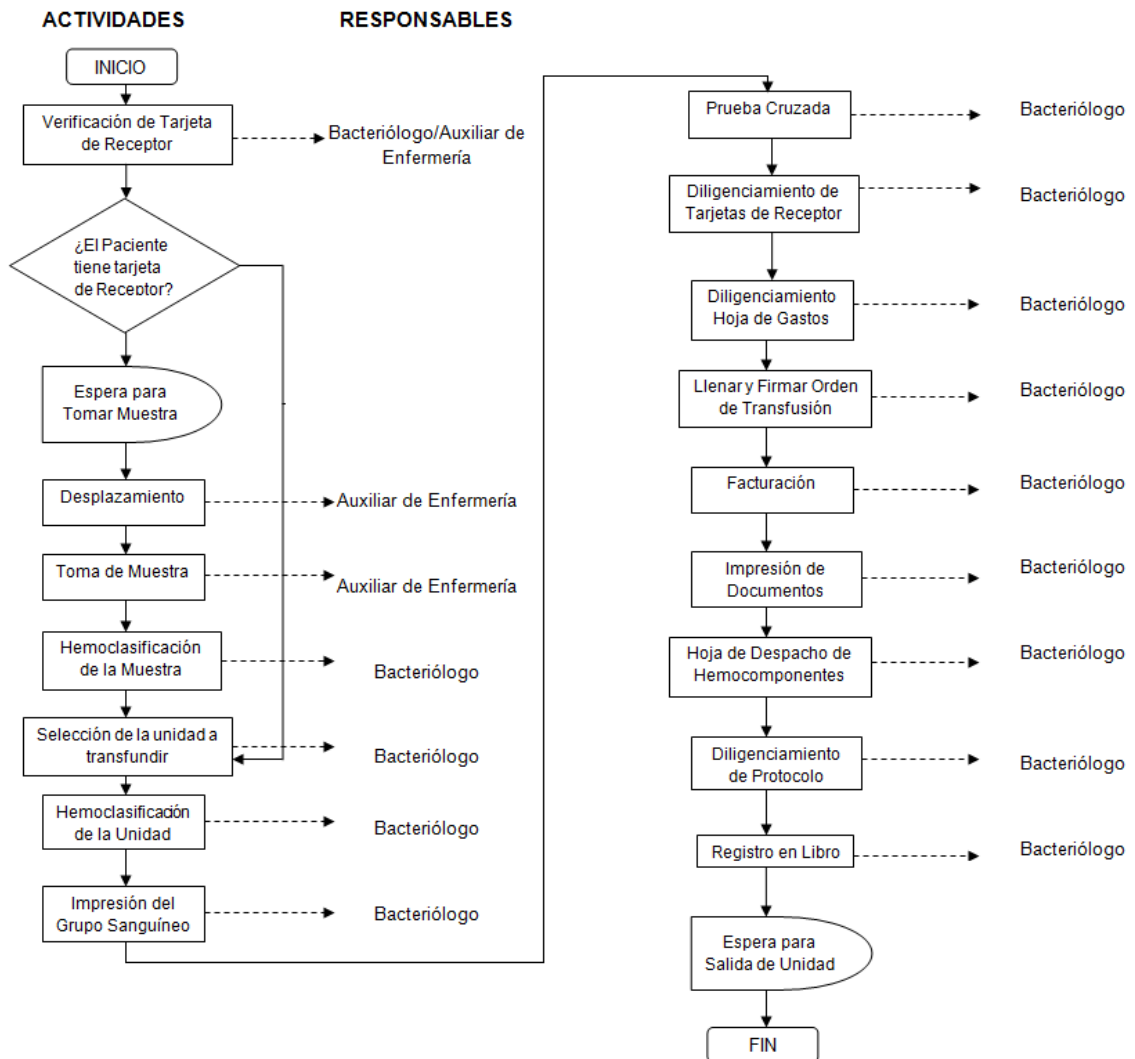 ACTIVIDADES
RESPONSABLES
INICIO
Verificación de Tarjeta
de Receptor
Bacteriólogo/Auxiliar de
Enfermería
¿El Paciente
tiene tarjeta
de Receptor?
Espera para
Tomar Muestra
Desplazamiento
Auxiliar de Enfermería
Toma de Muestra
Auxiliar de Enfermería
Hemoclasificación
de la Muestra
Bacteriólogo
Selección de la unidad a
transfundir
Bacteriólogo
Hemoclasificación
de la Unidad
Bacteriólogo
Impresión del
Grupo Sanguíneo
Bacteriólogo
Prueba Cruzada
Bacteriólogo
Diligenciamiento de
Tarjetas de Receptor
Bacteriólogo
Diligenciamiento
Hoja de Gastos
Bacteriólogo
Llenar y Firmar Orden
de Transfusión
Bacteriólogo
Facturación
Bacteriólogo
Impresión de
Documentos
Bacteriólogo
Hoja de Despacho de
Hemocomponentes
Bacteriólogo
Diligenciamiento
de Protocolo
Bacteriólogo
Registro en Libro
Bacteriólogo
Espera para
Salida de Unidad
FIN